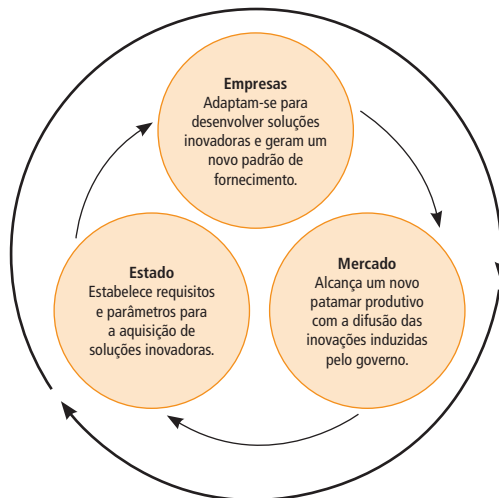 Empresas
Adaptam-se para
desenvolver soluções
inovadoras e geram um
novo padrão de
fornecimento.
Estado
Estabelece requisitos
e parâmetros para
a aquisição de
soluções inovadoras.
Mercado
Alcança um novo
patamar produtivo
com a difusão das
inovações induzidas
pelo governo.